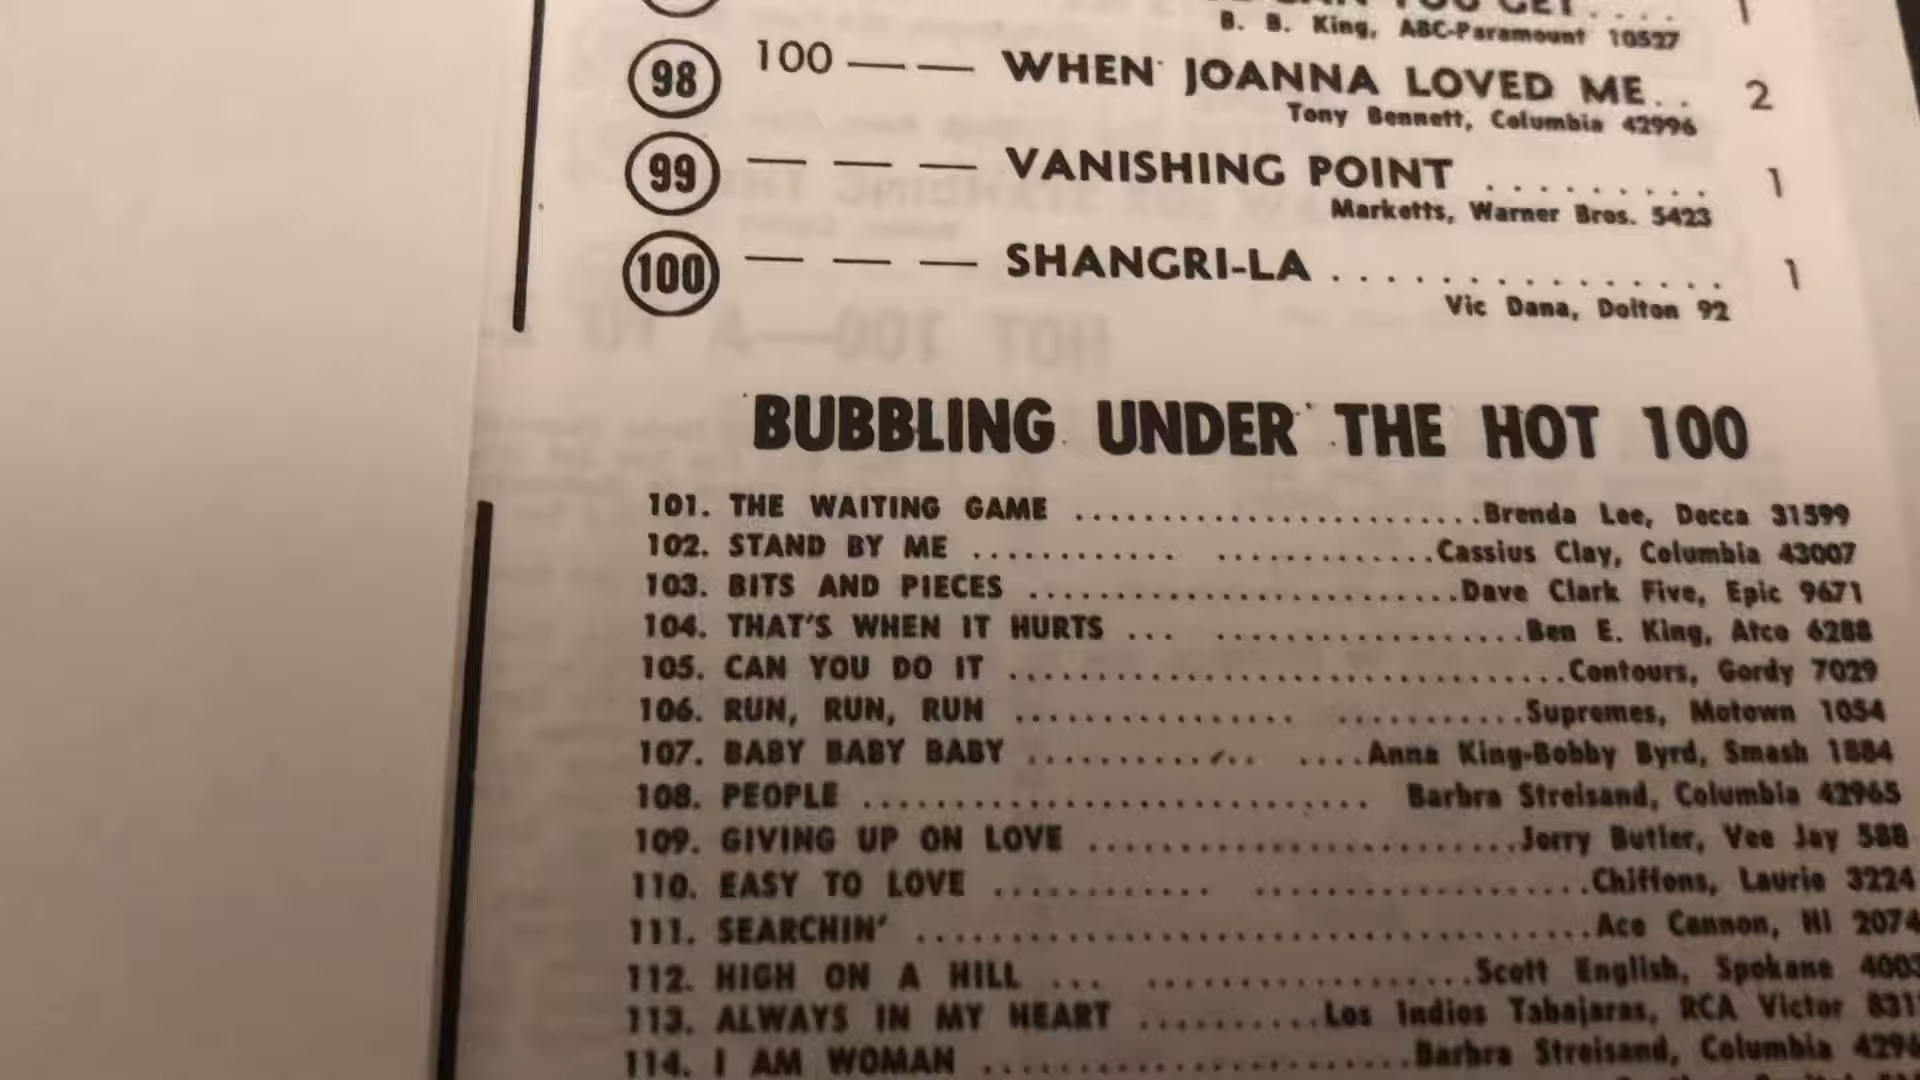 YOU GET.... 1
B. B. King, ABC-Paramount 10527
98 100 — — WHEN JOANNA LOVED ME.. 2
Tony Bennett, Columbia 42996
99 — — — VANISHING POINT ......... 1
Marketts, Warner Bros. 5423
100 — — — SHANGRI-LA ............... 1
Vic Dana, Dolton 92
HOT 100—A TO
BUBBLING UNDER THE HOT 100
101. THE WAITING GAME .......................Brenda Lee, Decca 31599
102. STAND BY ME ........................Cassius Clay, Columbia 43007
103. BITS AND PIECES ........................Dave Clark Five, Epic 9671
104. THAT'S WHEN IT HURTS .....................Ben E. King, Atco 6288
105. CAN YOU DO IT ...............................Contours, Gordy 7029
106. RUN, RUN, RUN ...........................Supremes, Motown 1054
107. BABY BABY BABY ................Anna King-Bobby Byrd, Smash 1884
108. PEOPLE ............................ Barbra Streisand, Columbia 42965
109. GIVING UP ON LOVE ........................Jerry Butler, Vee Jay 588
110. EASY TO LOVE ...............................Chiffons, Laurie 3224
111. SEARCHIN' ......................................Ace Cannon, Hi 2074
112. HIGH ON A HILL ......................Scott English, Spokane 4003
113. ALWAYS IN MY HEART ..........Los Indios Tabajaras, RCA Victor
114. I AM WOMAN ........................Barbra Streisand, Columbia